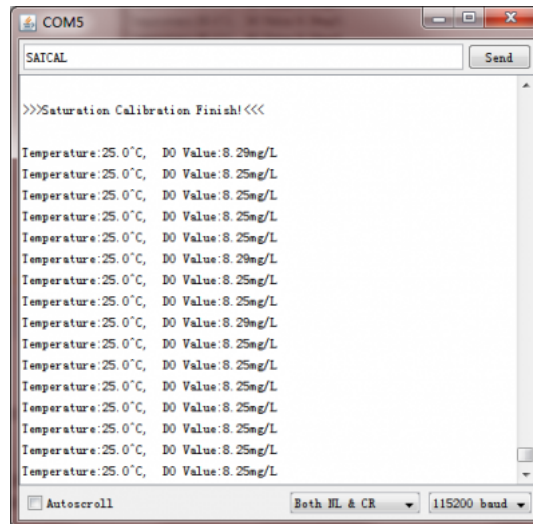 COM5
SATCAL
Send
>>>Saturation Calibration Finish!<<<
Temperature:25.0^C, DO Value:8.29mg/L
Temperature:25.0^C, DO Value:8.25mg/L
Temperature:25.0^C, DO Value:8.25mg/L
Temperature:25.0^C, DO Value:8.25mg/L
Temperature:25.0^C, DO Value:8.25mg/L
Temperature:25.0^C, DO Value:8.29mg/L
Temperature:25.0^C, DO Value:8.25mg/L
Temperature:25.0^C, DO Value:8.25mg/L
Temperature:25.0^C, DO Value:8.29mg/L
Temperature:25.0^C, DO Value:8.25mg/L
Temperature:25.0^C, DO Value:8.25mg/L
Temperature:25.0^C, DO Value:8.25mg/L
Temperature:25.0^C, DO Value:8.25mg/L
Temperature:25.0^C, DO Value:8.25mg/L
Temperature:25.0^C, DO Value:8.25mg/L
Temperature:25.0^C, DO Value:8.25mg/L
Autoscroll
Both NL & CR
115200 baud